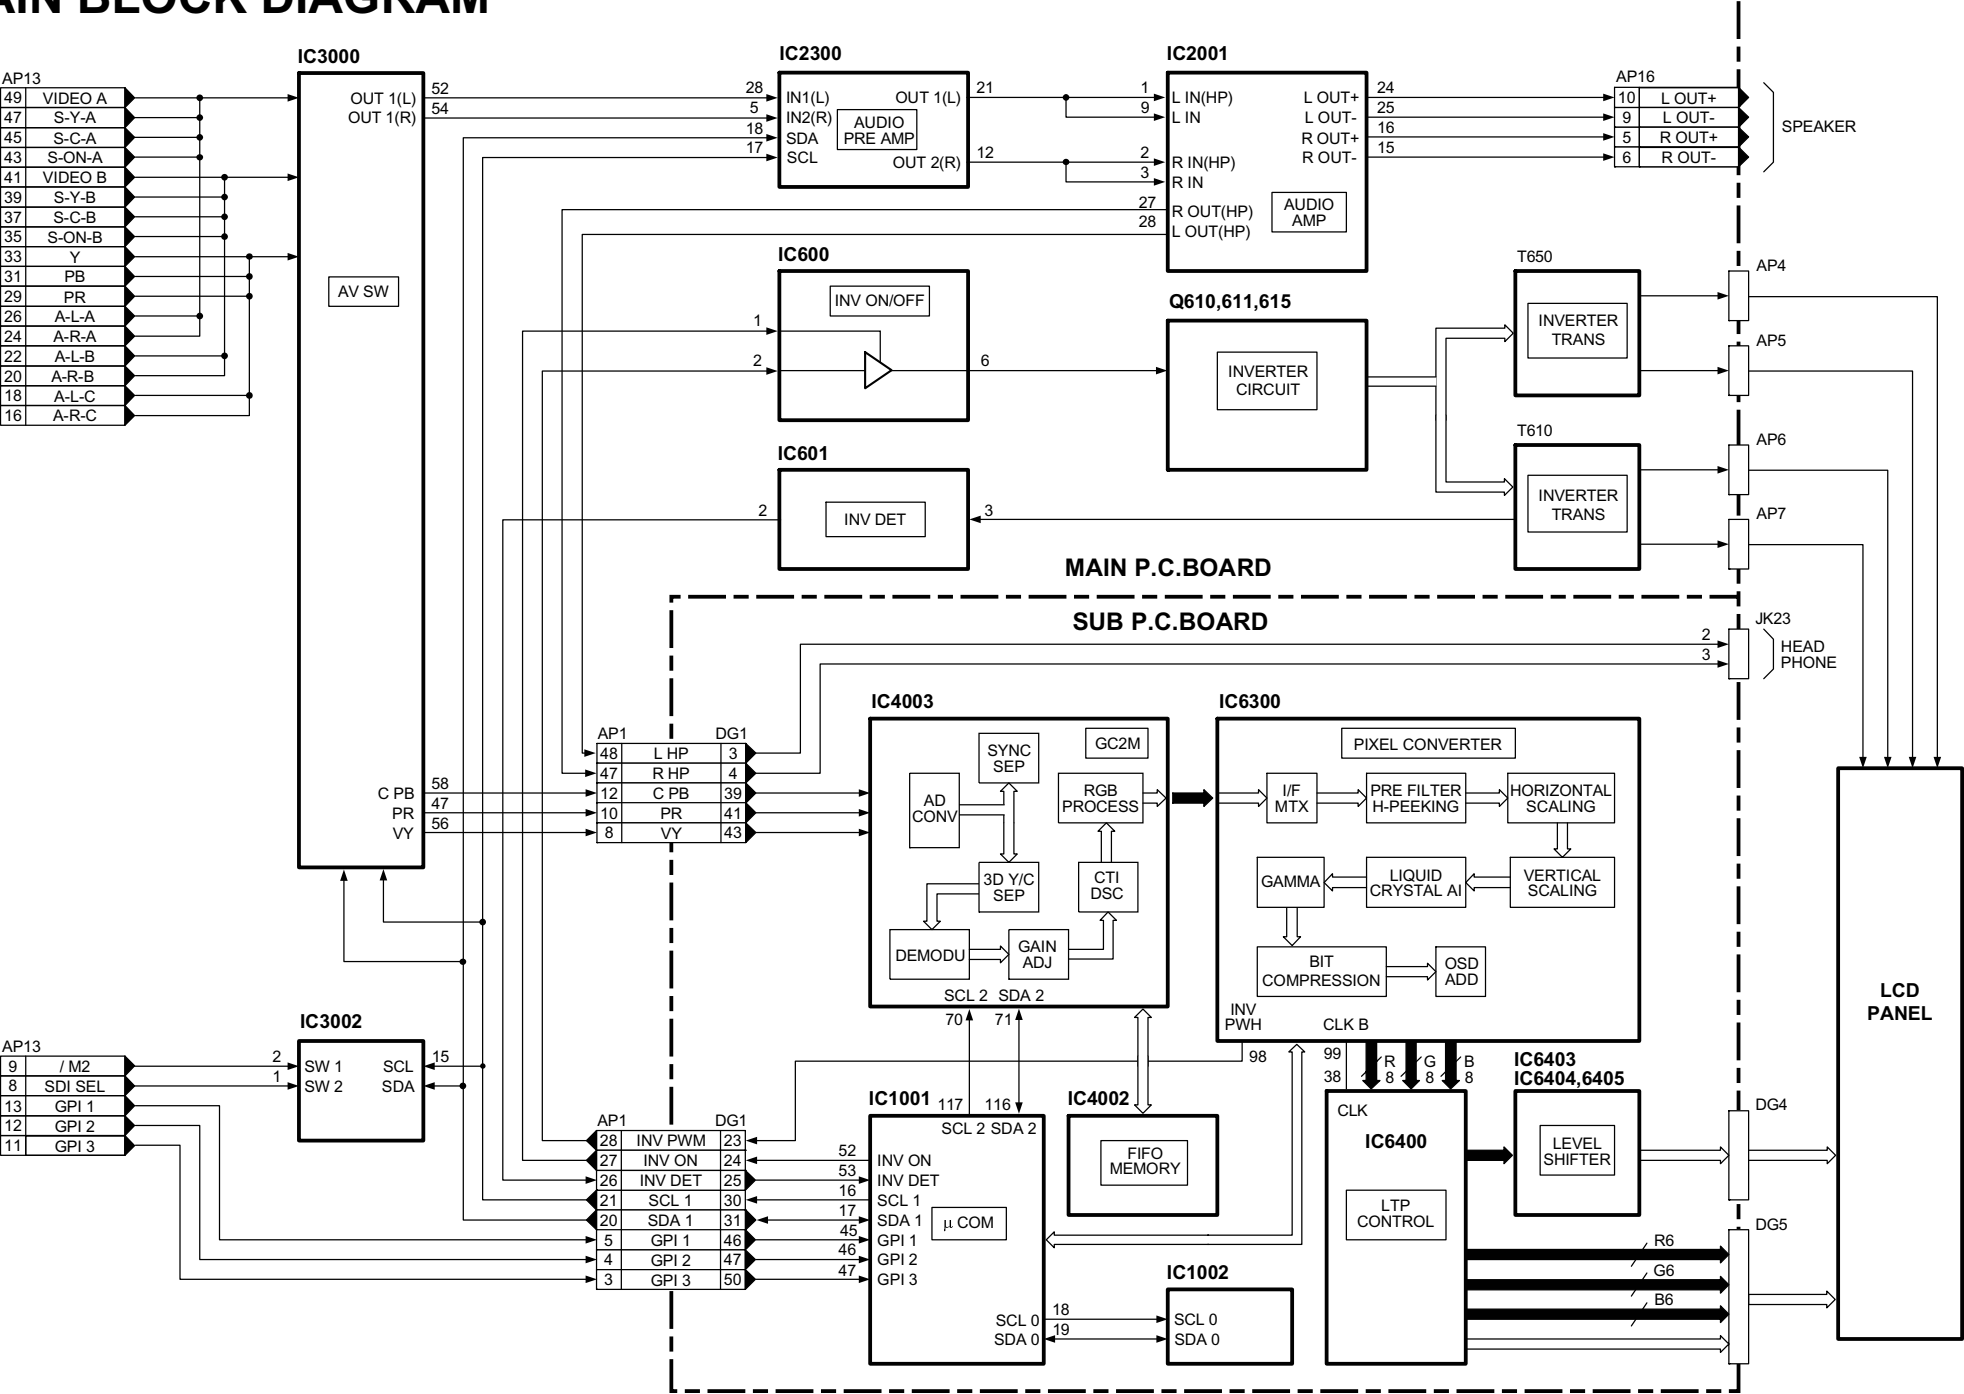 AIN BLOCK DIAGRAM
IC3000
AP13
49 VIDEO A
47 S-Y-A
45 S-C-A
43 S-ON-A
41 VIDEO B
39 S-Y-B
37 S-C-B
35 S-ON-B
33 Y
31 PB
29 PR
26 A-L-A
24 A-R-A
22 A-L-B
20 A-R-B
18 A-L-C
16 A-R-C
OUT 1(L) 52
OUT 1(R) 54
AV SW
C PB 58
PR 47
VY 56
IC2300
28 IN1(L)
5 IN2(R)
18 SDA
17 SCL
AUDIO
PRE AMP
OUT 1(L) 21
OUT 2(R) 12
IC2001
1 L IN(HP)
9 L IN
2 R IN(HP)
3 R IN
27 R OUT(HP)
28 L OUT(HP)
L OUT+ 24
L OUT- 25
R OUT+ 16
R OUT- 15
AUDIO
AMP
AP16
10 L OUT+
9 L OUT-
5 R OUT+
6 R OUT-
SPEAKER
IC600
INV ON/OFF
1
2
6
Q610,611,615
INVERTER
CIRCUIT
T650
INVERTER
TRANS
AP4
AP5
T610
INVERTER
TRANS
AP6
AP7
IC601
2
INV DET
3
MAIN P.C.BOARD
SUB P.C.BOARD
JK23
2
3
HEAD
PHONE
AP1 DG1
48 L HP 3
47 R HP 4
12 C PB 39
10 PR 41
8 VY 43
IC4003
GC2M
SYNC
SEP
AD
CONV
RGB
PROCESS
3D Y/C
SEP
CTI
DSC
DEMODU
GAIN
ADJ
SCL 2 SDA 2
70 71
IC6300
PIXEL CONVERTER
I/F
MTX
PRE FILTER
H-PEEKING
HORIZONTAL
SCALING
GAMMA
LIQUID
CRYSTAL AI
VERTICAL
SCALING
BIT
COMPRESSION
OSD
ADD
INV
PWH
CLK B
98
99
38
R
8
G
8
B
8
LCD
PANEL
IC3002
2 SW 1
1 SW 2
SCL 15
SDA
AP13
9 / M2
8 SDI SEL
13 GPI 1
12 GPI 2
11 GPI 3
AP1 DG1
28 INV PWM 23
27 INV ON 24
26 INV DET 25
21 SCL 1 30
20 SDA 1 31
5 GPI 1 46
4 GPI 2 47
3 GPI 3 50
IC1001
117 116
SCL 2 SDA 2
52 INV ON
53 INV DET
16 SCL 1
17 SDA 1
45 GPI 1
46 GPI 2
47 GPI 3
μ COM
SCL 0 18
SDA 0 19
IC4002
FIFO
MEMORY
IC1002
SCL 0
SDA 0
CLK
IC6400
LTP
CONTROL
IC6403
IC6404,6405
LEVEL
SHIFTER
DG4
DG5
R6
G6
B6